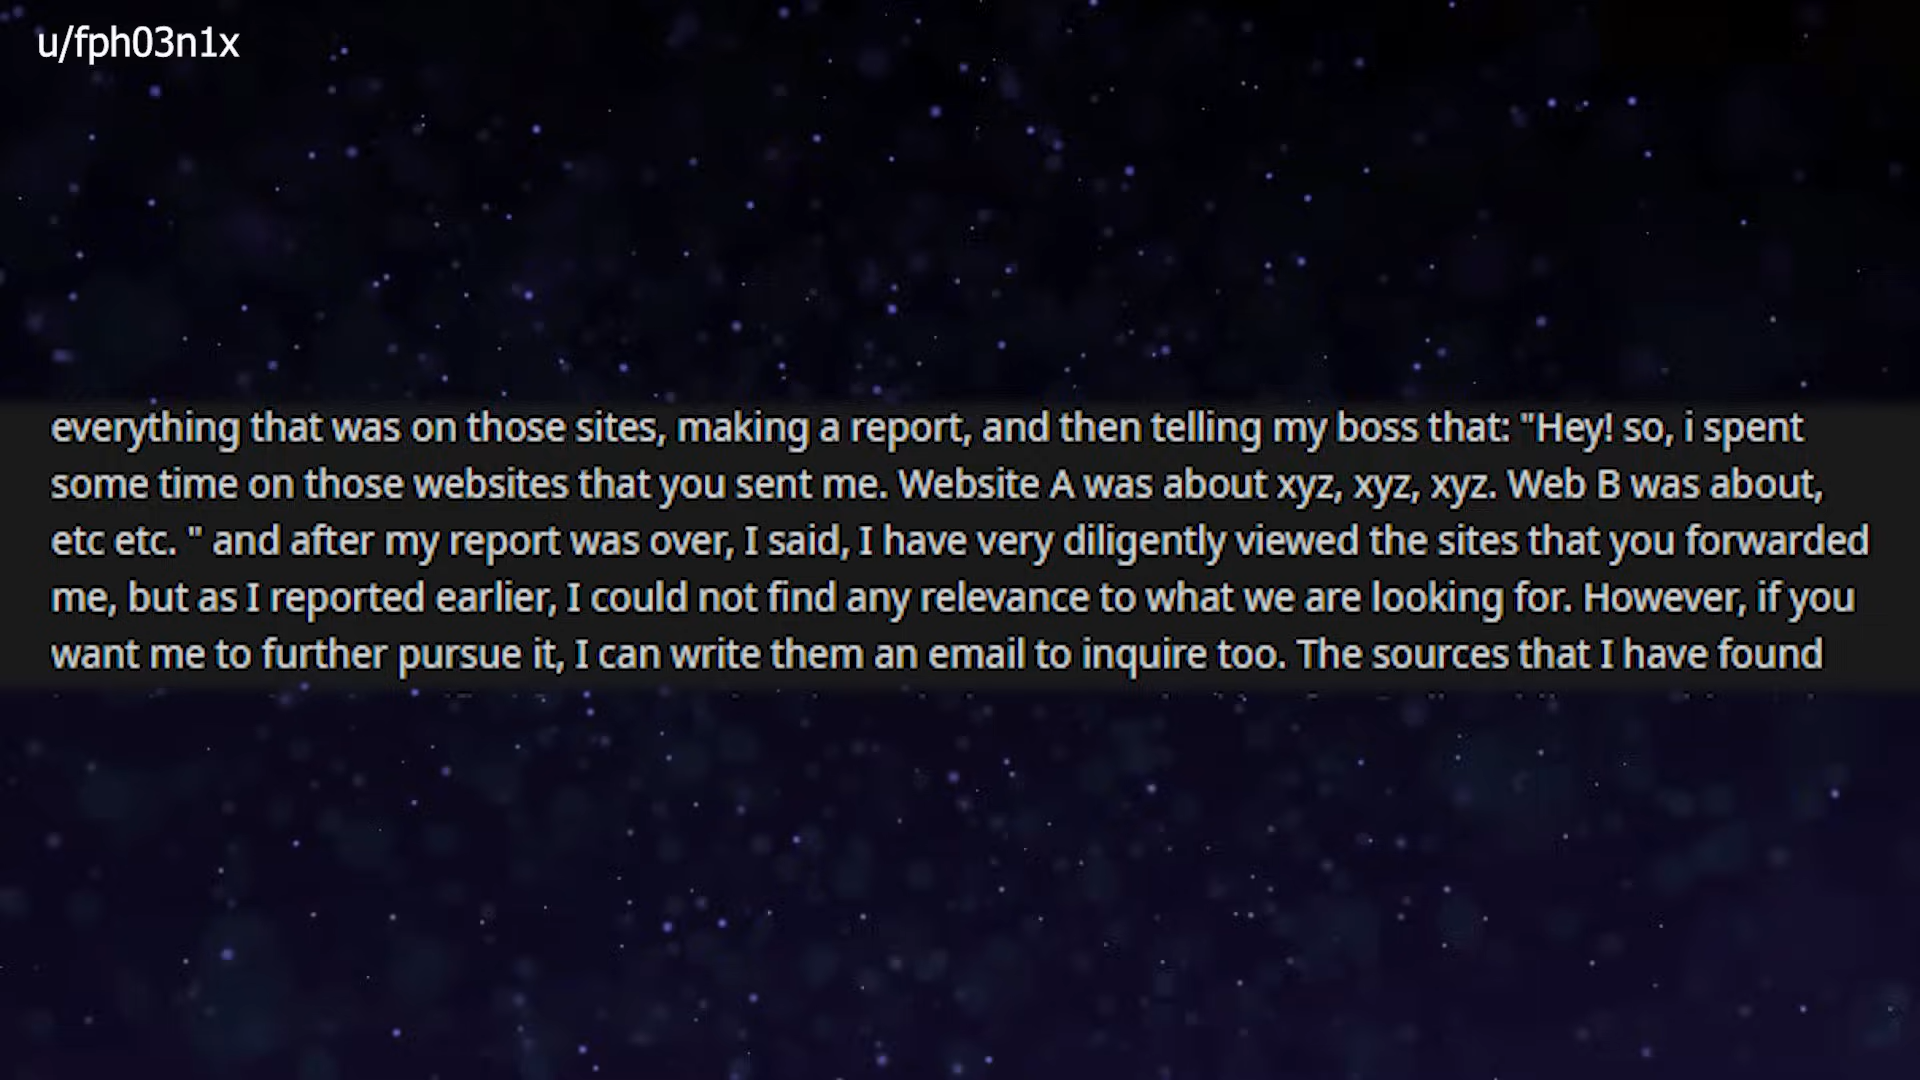 u/fph03n1x
everything that was on those sites, making a report, and then telling my boss that: "Hey! so, i spent
some time on those websites that you sent me. Website A was about xyz, xyz, xyz. Web B was about,
etc etc. " and after my report was over, I said, I have very diligently viewed the sites that you forwarded
me, but as I reported earlier, I could not find any relevance to what we are looking for. However, if you
want me to further pursue it, I can write them an email to inquire too. The sources that I have found